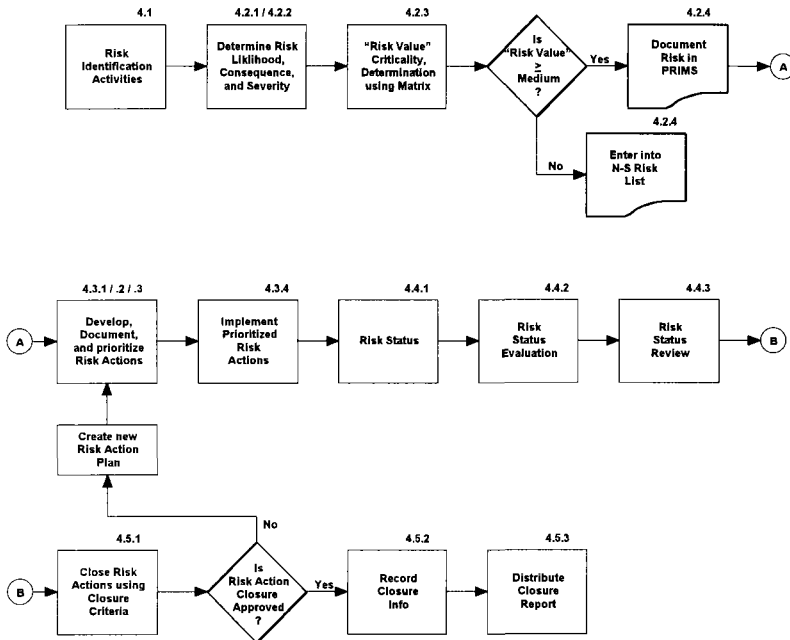 4.1
Risk
Identification
Activities
4.2.1 / 4.2.2
Determine Risk
Liklihood,
Consequence,
and Severity
4.2.3
“Risk Value”
Criticality,
Determination
using Matrix
Is
“Risk Value”
≥
Medium
?
Yes
No
4.2.4
Document
Risk in
PRIMS
A
4.2.4
Enter into
N-S Risk
List
A
4.3.1 / .2 / .3
Develop,
Document,
and prioritize
Risk Actions
4.3.4
Implement
Prioritized
Risk
Actions
4.4.1
Risk Status
4.4.2
Risk
Status
Evaluation
4.4.3
Risk
Status
Review
B
Create new
Risk Action
Plan
No
B
4.5.1
Close Risk
Actions using
Closure
Criteria
Is
Risk Action
Closure
Approved
?
Yes
4.5.2
Record
Closure
Info
4.5.3
Distribute
Closure
Report